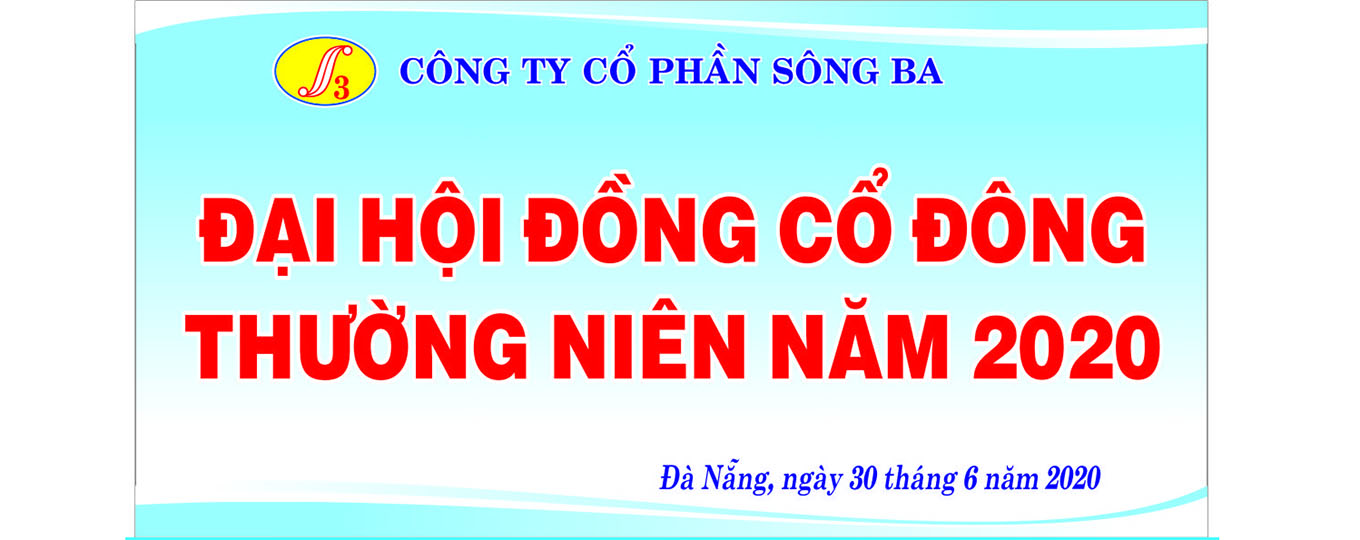 S3 CÔNG TY CỔ PHẦN SÔNG BA
ĐẠI HỘI ĐỒNG CỔ ĐÔNG
THƯỜNG NIÊN NĂM 2020
Đà Nẵng, ngày 30 tháng 6 năm 2020